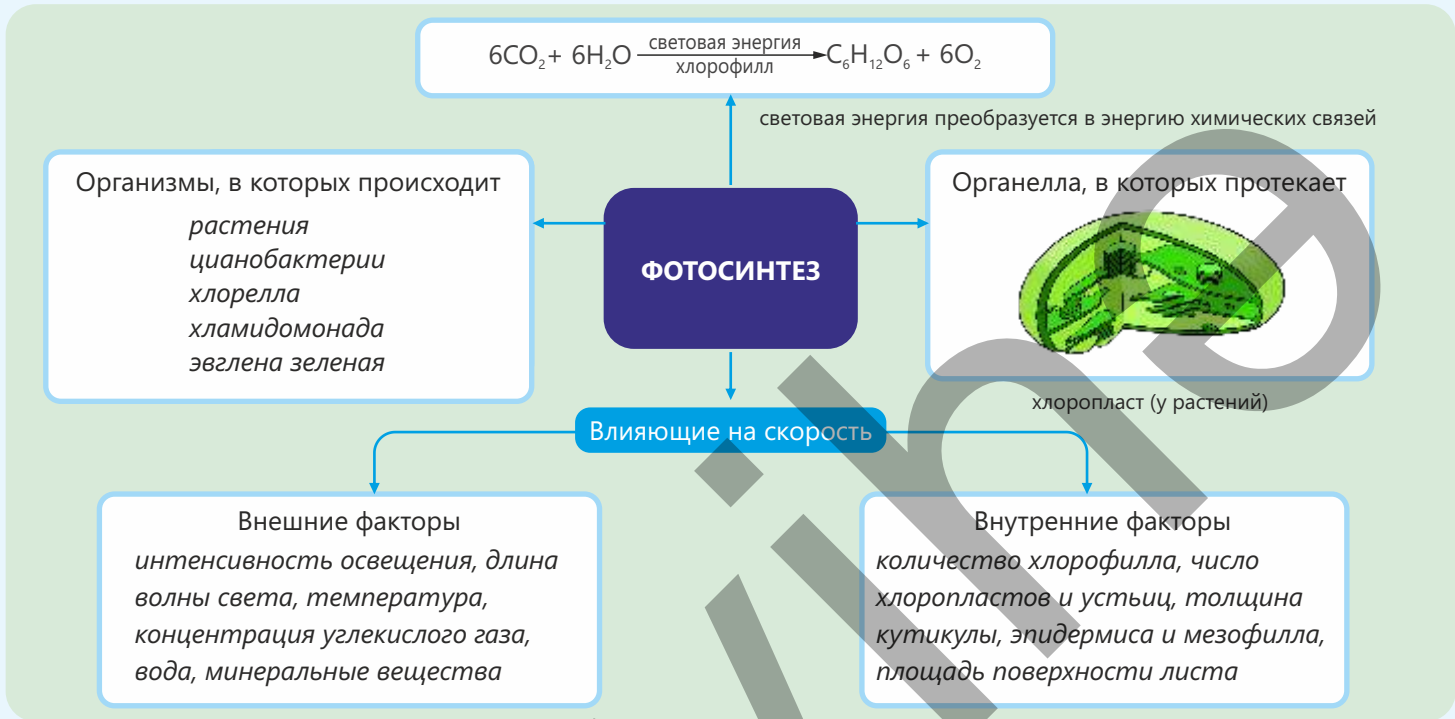 6CO₂ + 6H₂O световая энергия хлорофилл C₆H₁₂O₆ + 6O₂
световая энергия преобразуется в энергию химических связей
Организмы, в которых происходит
растения
цианобактерии
хлорелла
хламидомонада
эвглена зеленая
ФОТОСИНТЕЗ
Органелла, в которых протекает
хлоропласт (у растений)
Влияющие на скорость
Внешние факторы
интенсивность освещения, длина
волны света, температура,
концентрация углекислого газа,
вода, минеральные вещества
Внутренние факторы
количество хлорофилла, число
хлоропластов и устьиц, толщина
кутикулы, эпидермиса и мезофилла,
площадь поверхности листа